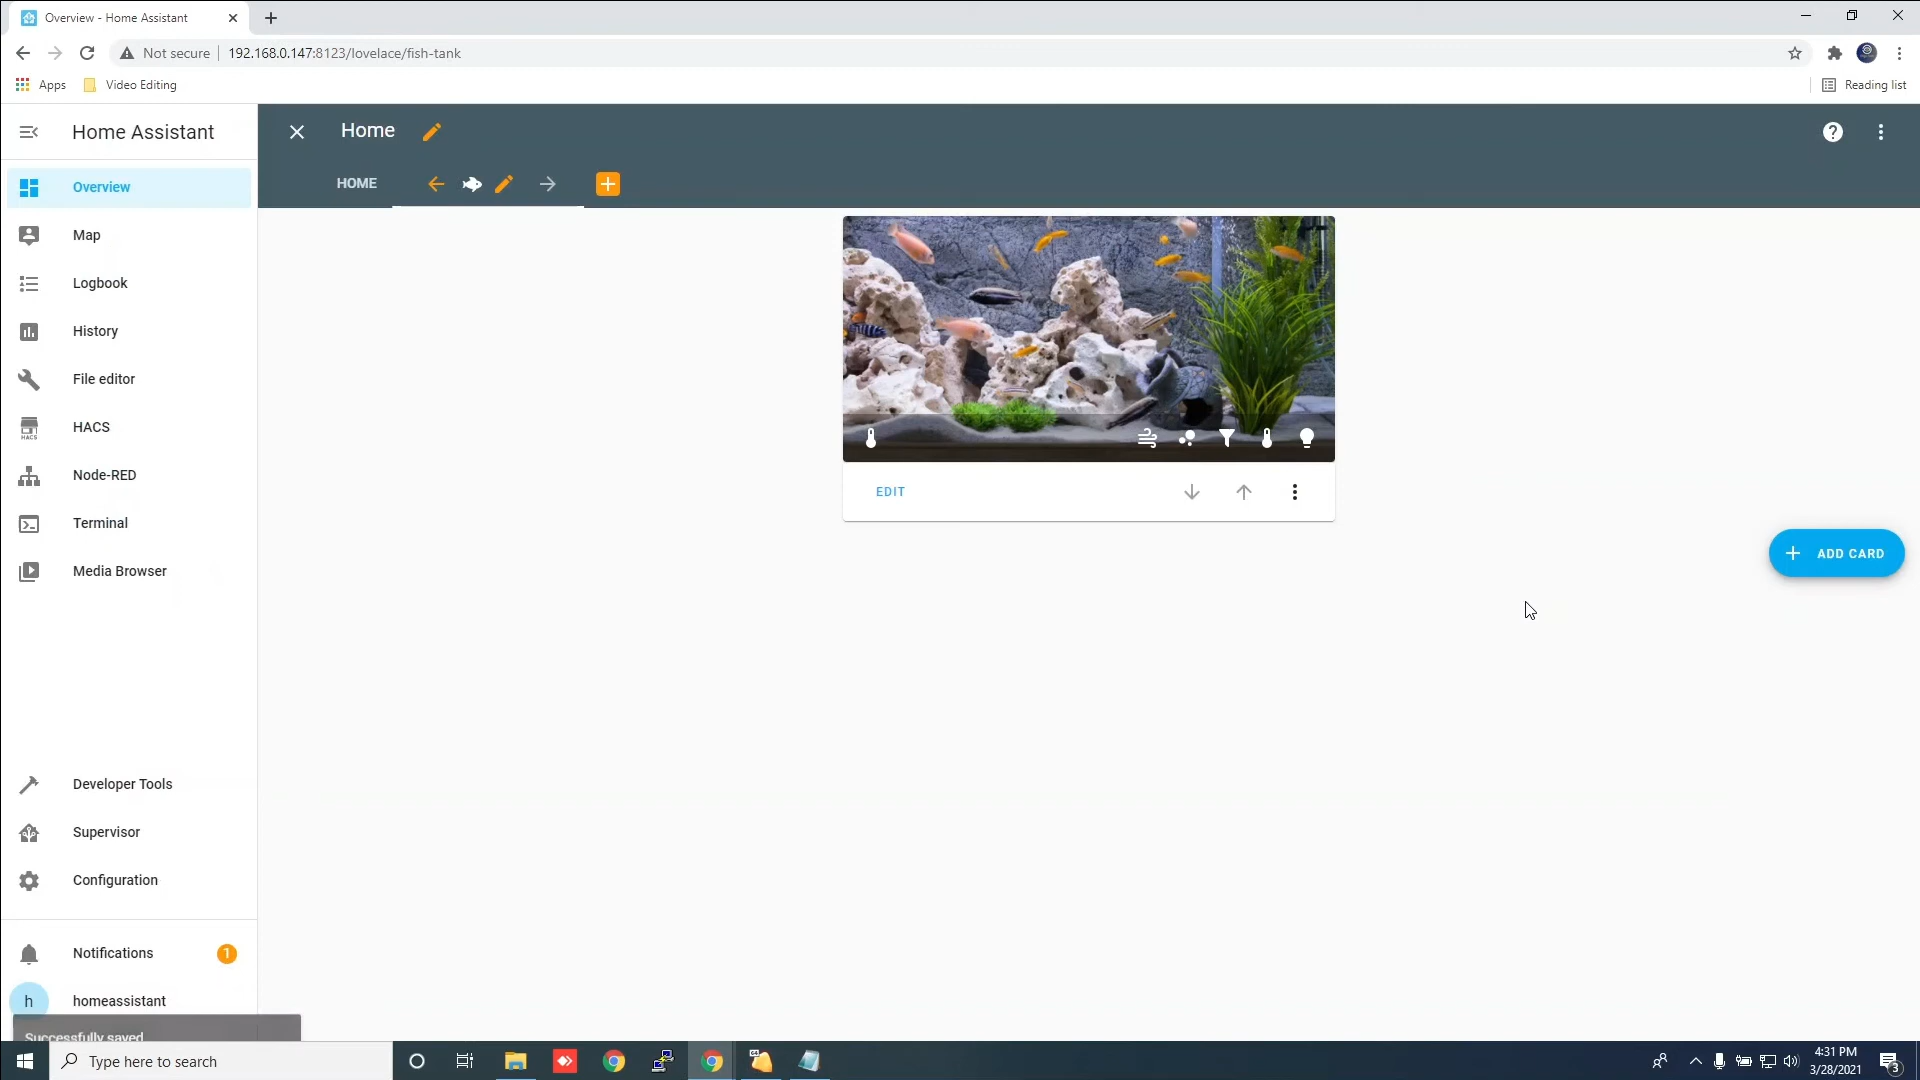 Overview - Home Assistant
Not secure 192.168.0.147:8123/lovelace/fish-tank
Apps Video Editing Reading list
Home Assistant
Home
HOME
Overview
Map
Logbook
History
File editor
HACS
HACS
Node-RED
Terminal
Media Browser
EDIT
ADD CARD
Developer Tools
Supervisor
Configuration
Notifications 1
h homeassistant
Successfully saved
Type here to search
4:31 PM
3/28/2021
3